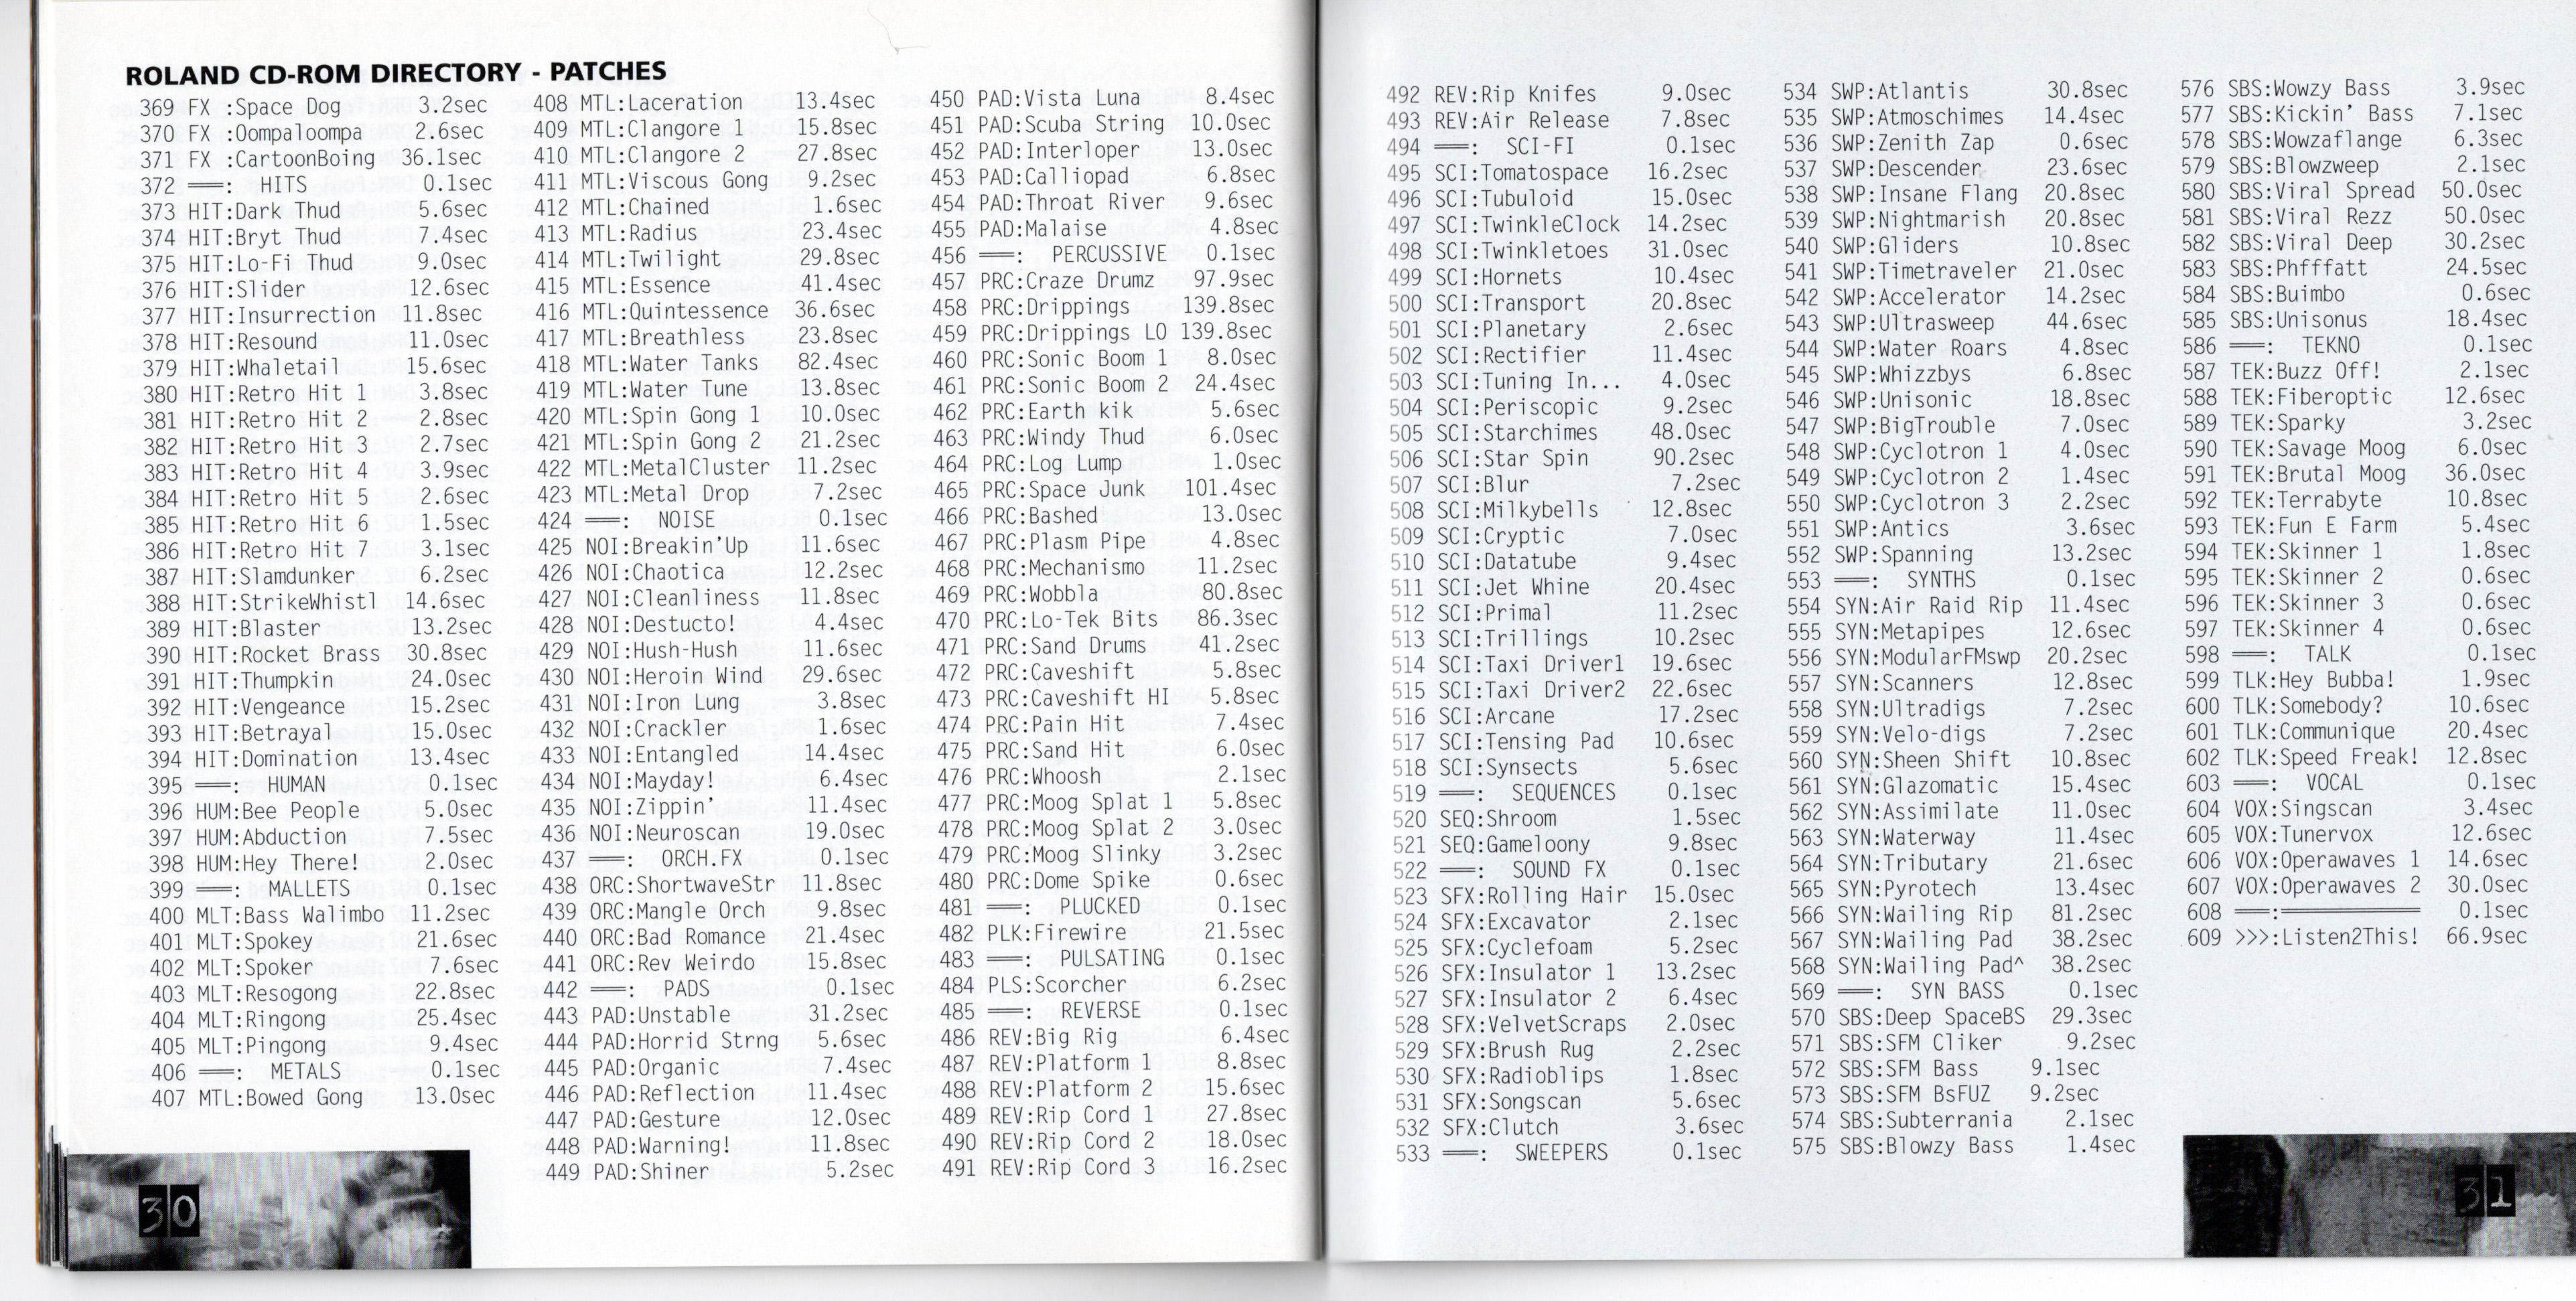 ROLAND CD-ROM DIRECTORY - PATCHES
369 FX :Space Dog 3.2sec
370 FX :Oompaloompa 2.6sec
371 FX :CartoonBoing 36.1sec
372 ===: HITS 0.1sec
373 HIT:Dark Thud 5.6sec
374 HIT:Bryt Thud 7.4sec
375 HIT:Lo-Fi Thud 9.0sec
376 HIT:Slider 12.6sec
377 HIT:Insurrection 11.8sec
378 HIT:Resound 11.0sec
379 HIT:Whaletail 15.6sec
380 HIT:Retro Hit 1 3.8sec
381 HIT:Retro Hit 2 2.8sec
382 HIT:Retro Hit 3 2.7sec
383 HIT:Retro Hit 4 3.9sec
384 HIT:Retro Hit 5 2.6sec
385 HIT:Retro Hit 6 1.5sec
386 HIT:Retro Hit 7 3.1sec
387 HIT:Slamdunker 6.2sec
388 HIT:StrikeWhistl 14.6sec
389 HIT:Blaster 13.2sec
390 HIT:Rocket Brass 30.8sec
391 HIT:Thumpkin 24.0sec
392 HIT:Vengeance 15.2sec
393 HIT:Betrayal 15.0sec
394 HIT:Domination 13.4sec
395 ===: HUMAN 0.1sec
396 HUM:Bee People 5.0sec
397 HUM:Abduction 7.5sec
398 HUM:Hey There! 2.0sec
399 ===: MALLETS 0.1sec
400 MLT:Bass Walimbo 11.2sec
401 MLT:Spokey 21.6sec
402 MLT:Spoker 7.6sec
403 MLT:Resogong 22.8sec
404 MLT:Ringong 25.4sec
405 MLT:Pingong 9.4sec
406 ===: METALS 0.1sec
407 MTL:Bowed Gong 13.0sec
408 MTL:Laceration 13.4sec
409 MTL:Clangore 1 15.8sec
410 MTL:Clangore 2 27.8sec
411 MTL:Viscous Gong 9.2sec
412 MTL:Chained 1.6sec
413 MTL:Radius 23.4sec
414 MTL:Twilight 29.8sec
415 MTL:Essence 41.4sec
416 MTL:Quintessence 36.6sec
417 MTL:Breathless 23.8sec
418 MTL:Water Tanks 82.4sec
419 MTL:Water Tune 13.8sec
420 MTL:Spin Gong 1 10.0sec
421 MTL:Spin Gong 2 21.2sec
422 MTL:MetalCluster 11.2sec
423 MTL:Metal Drop 7.2sec
424 ===: NOISE 0.1sec
425 NOI:Breakin'Up 11.6sec
426 NOI:Chaotica 12.2sec
427 NOI:Cleanliness 11.8sec
428 NOI:Destucto! 4.4sec
429 NOI:Hush-Hush 11.6sec
430 NOI:Heroin Wind 29.6sec
431 NOI:Iron Lung 3.8sec
432 NOI:Crackler 1.6sec
433 NOI:Entangled 14.4sec
434 NOI:Mayday! 6.4sec
435 NOI:Zippin' 11.4sec
436 NOI:Neuroscan 19.0sec
437 ===: ORCH.FX 0.1sec
438 ORC:ShortwaveStr 11.8sec
439 ORC:Mangle Orch 9.8sec
440 ORC:Bad Romance 21.4sec
441 ORC:Rev Weirdo 15.8sec
442 ===: PADS 0.1sec
443 PAD:Unstable 31.2sec
444 PAD:Horrid Strng 5.6sec
445 PAD:Organic 7.4sec
446 PAD:Reflection 11.4sec
447 PAD:Gesture 12.0sec
448 PAD:Warning! 11.8sec
449 PAD:Shiner 5.2sec
450 PAD:Vista Luna 8.4sec
451 PAD:Scuba String 10.0sec
452 PAD:Interloper 13.0sec
453 PAD:Calliopad 6.8sec
454 PAD:Throat River 9.6sec
455 PAD:Malaise 4.8sec
456 ===: PERCUSSIVE 0.1sec
457 PRC:Craze Drumz 97.9sec
458 PRC:Drippings 139.8sec
459 PRC:Drippings LO 139.8sec
460 PRC:Sonic Boom 1 8.0sec
461 PRC:Sonic Boom 2 24.4sec
462 PRC:Earth kik 5.6sec
463 PRC:Windy Thud 6.0sec
464 PRC:Log Lump 1.0sec
465 PRC:Space Junk 101.4sec
466 PRC:Bashed 13.0sec
467 PRC:Plasm Pipe 4.8sec
468 PRC:Mechanismo 11.2sec
469 PRC:Wobbla 80.8sec
470 PRC:Lo-Tek Bits 86.3sec
471 PRC:Sand Drums 41.2sec
472 PRC:Caveshift 5.8sec
473 PRC:Caveshift HI 5.8sec
474 PRC:Pain Hit 7.4sec
475 PRC:Sand Hit 6.0sec
476 PRC:Whoosh 2.1sec
477 PRC:Moog Splat 1 5.8sec
478 PRC:Moog Splat 2 3.0sec
479 PRC:Moog Slinky 3.2sec
480 PRC:Dome Spike 0.6sec
481 ===: PLUCKED 0.1sec
482 PLK:Firewire 21.5sec
483 ===: PULSATING 0.1sec
484 PLS:Scorcher 6.2sec
485 ===: REVERSE 0.1sec
486 REV:Big Rig 6.4sec
487 REV:Platform 1 8.8sec
488 REV:Platform 2 15.6sec
489 REV:Rip Cord 1 27.8sec
490 REV:Rip Cord 2 18.0sec
491 REV:Rip Cord 3 16.2sec
30
492 REV:Rip Knifes 9.0sec
493 REV:Air Release 7.8sec
494 ===: SCI-FI 0.1sec
495 SCI:Tomatospace 16.2sec
496 SCI:Tubuloid 15.0sec
497 SCI:TwinkleClock 14.2sec
498 SCI:Twinkletoes 31.0sec
499 SCI:Hornets 10.4sec
500 SCI:Transport 20.8sec
501 SCI:Planetary 2.6sec
502 SCI:Rectifier 11.4sec
503 SCI:Tuning In... 4.0sec
504 SCI:Periscopic 9.2sec
505 SCI:Starchimes 48.0sec
506 SCI:Star Spin 90.2sec
507 SCI:Blur 7.2sec
508 SCI:Milkybells 12.8sec
509 SCI:Cryptic 7.0sec
510 SCI:Datatube 9.4sec
511 SCI:Jet Whine 20.4sec
512 SCI:Primal 11.2sec
513 SCI:Trillings 10.2sec
514 SCI:Taxi Driver1 19.6sec
515 SCI:Taxi Driver2 22.6sec
516 SCI:Arcane 17.2sec
517 SCI:Tensing Pad 10.6sec
518 SCI:Synsects 5.6sec
519 ===: SEQUENCES 0.1sec
520 SEQ:Shroom 1.5sec
521 SEQ:Gameloony 9.8sec
522 ===: SOUND FX 0.1sec
523 SFX:Rolling Hair 15.0sec
524 SFX:Excavator 2.1sec
525 SFX:Cyclefoam 5.2sec
526 SFX:Insulator 1 13.2sec
527 SFX:Insulator 2 6.4sec
528 SFX:VelvetScraps 2.0sec
529 SFX:Brush Rug 2.2sec
530 SFX:Radioblips 1.8sec
531 SFX:Songscan 5.6sec
532 SFX:Clutch 3.6sec
533 ===: SWEEPERS 0.1sec
534 SWP:Atlantis 30.8sec
535 SWP:Atmoschimes 14.4sec
536 SWP:Zenith Zap 0.6sec
537 SWP:Descender 23.6sec
538 SWP:Insane Flang 20.8sec
539 SWP:Nightmarish 20.8sec
540 SWP:Gliders 10.8sec
541 SWP:Timetraveler 21.0sec
542 SWP:Accelerator 14.2sec
543 SWP:Ultrasweep 44.6sec
544 SWP:Water Roars 4.8sec
545 SWP:Whizzbys 6.8sec
546 SWP:Unisonic 18.8sec
547 SWP:BigTrouble 7.0sec
548 SWP:Cyclotron 1 4.0sec
549 SWP:Cyclotron 2 1.4sec
550 SWP:Cyclotron 3 2.2sec
551 SWP:Antics 3.6sec
552 SWP:Spanning 13.2sec
553 ===: SYNTHS 0.1sec
554 SYN:Air Raid Rip 11.4sec
555 SYN:Metapipes 12.6sec
556 SYN:ModularFMswp 20.2sec
557 SYN:Scanners 12.8sec
558 SYN:Ultradigs 7.2sec
559 SYN:Velo-digs 7.2sec
560 SYN:Sheen Shift 10.8sec
561 SYN:Glazomatic 15.4sec
562 SYN:Assimilate 11.0sec
563 SYN:Waterway 11.4sec
564 SYN:Tributary 21.6sec
565 SYN:Pyrotech 13.4sec
566 SYN:Wailing Rip 81.2sec
567 SYN:Wailing Pad 38.2sec
568 SYN:Wailing Pad^ 38.2sec
569 ===: SYN BASS 0.1sec
570 SBS:Deep SpaceBS 29.3sec
571 SBS:SFM Cliker 9.2sec
572 SBS:SFM Bass 9.1sec
573 SBS:SFM BsFUZ 9.2sec
574 SBS:Subterrania 2.1sec
575 SBS:Blowzy Bass 1.4sec
576 SBS:Wowzy Bass 3.9sec
577 SBS:Kickin' Bass 7.1sec
578 SBS:Wowzaflange 6.3sec
579 SBS:Blowzweep 2.1sec
580 SBS:Viral Spread 50.0sec
581 SBS:Viral Rezz 50.0sec
582 SBS:Viral Deep 30.2sec
583 SBS:Phfffatt 24.5sec
584 SBS:Buimbo 0.6sec
585 SBS:Unisonus 18.4sec
586 ===: TEKNO 0.1sec
587 TEK:Buzz Off! 2.1sec
588 TEK:Fiberoptic 12.6sec
589 TEK:Sparky 3.2sec
590 TEK:Savage Moog 6.0sec
591 TEK:Brutal Moog 36.0sec
592 TEK:Terrabyte 10.8sec
593 TEK:Fun E Farm 5.4sec
594 TEK:Skinner 1 1.8sec
595 TEK:Skinner 2 0.6sec
596 TEK:Skinner 3 0.6sec
597 TEK:Skinner 4 0.6sec
598 ===: TALK 0.1sec
599 TLK:Hey Bubba! 1.9sec
600 TLK:Somebody? 10.6sec
601 TLK:Communique 20.4sec
602 TLK:Speed Freak! 12.8sec
603 ===: VOCAL 0.1sec
604 VOX:Singscan 3.4sec
605 VOX:Tunervox 12.6sec
606 VOX:Operawaves 1 14.6sec
607 VOX:Operawaves 2 30.0sec
608 ===:============ 0.1sec
609 >>>:Listen2This! 66.9sec
31